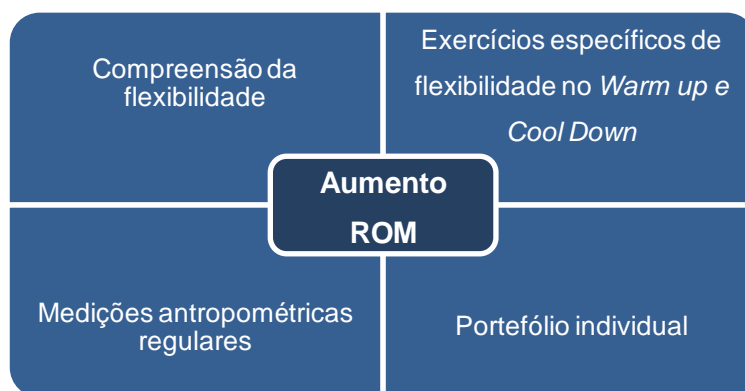 Compreensão da
flexibilidade
Exercícios específicos de
flexibilidade no Warm up e
Cool Down
Aumento
ROM
Medições antropométricas
regulares
Portefólio individual